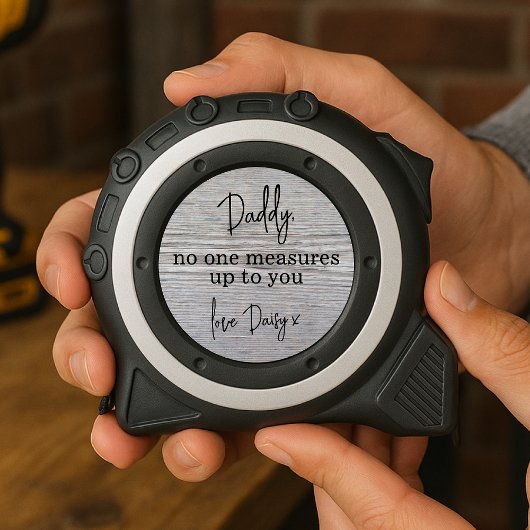 Daddy,
no one measures
up to you
love Daisy x